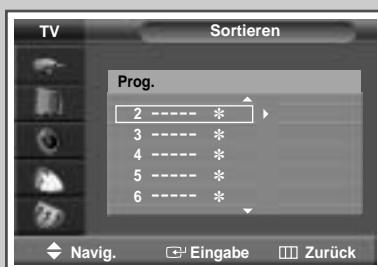 TV Sortieren
Prog.
2 ----- ✻
3 ----- ✻
4 ----- ✻
5 ----- ✻
6 ----- ✻
Navig. Eingabe Zurück